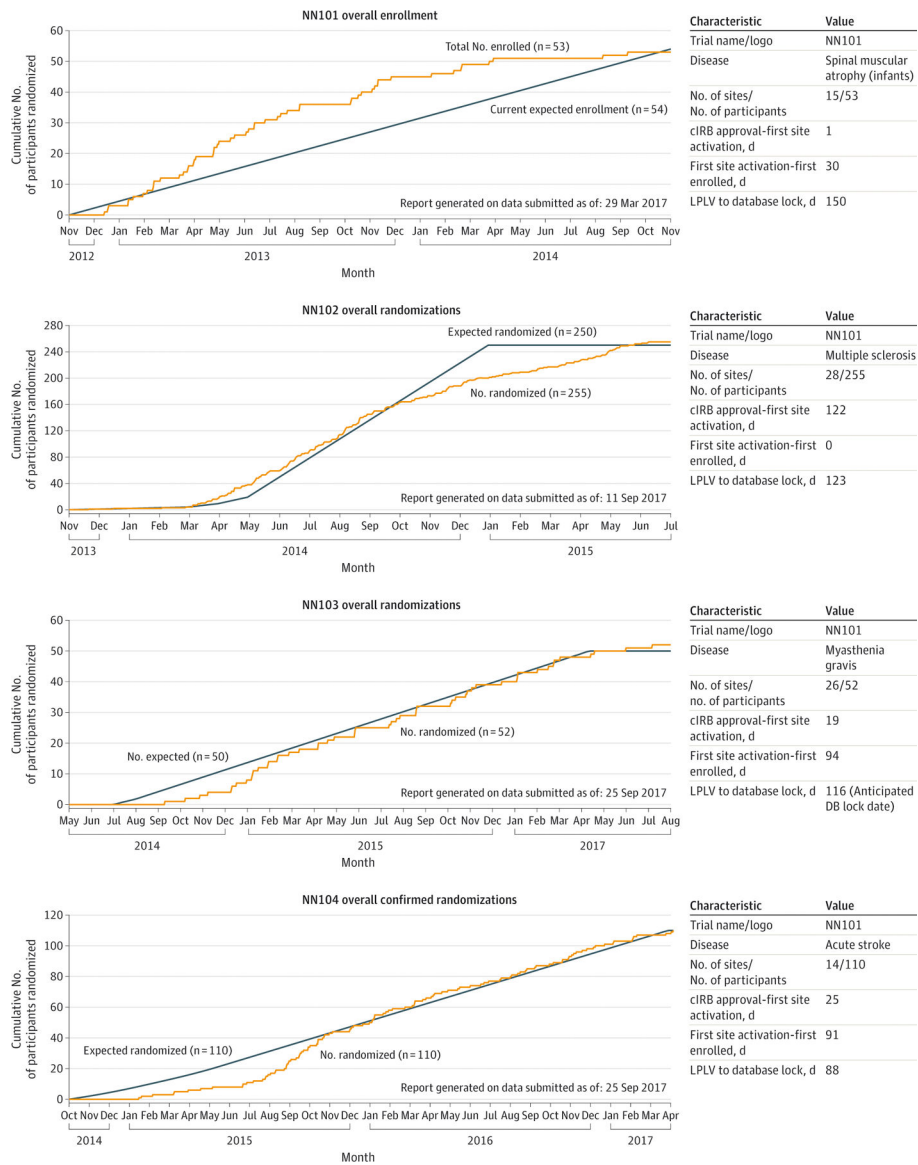 NN101 overall enrollment
60
50
40
30
20
10
0
Cumulative No.
of participants randomized
Total No. enrolled (n = 53)
Current expected enrollment (n = 54)
Report generated on data submitted as of: 29 Mar 2017
Nov Dec Jan Feb Mar Apr May Jun Jul Aug Sep Oct Nov Dec Jan Feb Mar Apr May Jun Jul Aug Sep Oct Nov
2012 2013 2014
Month
Characteristic Value
Trial name/logo NN101
Disease Spinal muscular
atrophy (infants)
No. of sites/ 15/53
No. of participants
cIRB approval-first site 1
activation, d
First site activation-first 30
enrolled, d
LPLV to database lock, d 150
NN102 overall randomizations
280
240
200
160
120
80
40
0
Cumulative No.
of participants randomized
Expected randomized (n = 250)
No. randomized (n = 255)
Report generated on data submitted as of: 11 Sep 2017
Nov Dec Jan Feb Mar Apr May Jun Jul Aug Sep Oct Nov Dec Jan Feb Mar Apr May Jun Jul
2013 2014 2015
Month
Characteristic Value
Trial name/logo NN101
Disease Multiple sclerosis
No. of sites/ 28/255
No. of participants
cIRB approval-first site 122
activation, d
First site activation-first 0
enrolled, d
LPLV to database lock, d 123
NN103 overall randomizations
60
50
40
30
20
10
0
Cumulative No.
of participants randomized
No. expected (n = 50)
No. randomized (n = 52)
Report generated on data submitted as of: 25 Sep 2017
May Jun Jul Aug Sep Oct Nov Dec Jan Feb Mar Apr May Jun Jul Aug Sep Oct Nov Dec Jan Feb Mar Apr May Jun Jul Aug
2014 2015 2017
Month
Characteristic Value
Trial name/logo NN101
Disease Myasthenia
gravis
No. of sites/ 26/52
no. of participants
cIRB approval-first site 19
activation, d
First site activation-first 94
enrolled, d
LPLV to database lock, d 116 (Anticipated
DB lock date)
NN104 overall confirmed randomizations
120
100
80
60
40
20
0
Cumulative No.
of participants randomized
Expected randomized (n = 110)
No. randomized (n = 110)
Report generated on data submitted as of: 25 Sep 2017
Oct Nov Dec Jan Feb Mar Apr May Jun Jul Aug Sep Oct Nov Dec Jan Feb Mar Apr May Jun Jul Aug Sep Oct Nov Dec Jan Feb Mar Apr
2014 2015 2016 2017
Month
Characteristic Value
Trial name/logo NN101
Disease Acute stroke
No. of sites/ 14/110
No. of participants
cIRB approval-first site 25
activation, d
First site activation-first 91
enrolled, d
LPLV to database lock, d 88